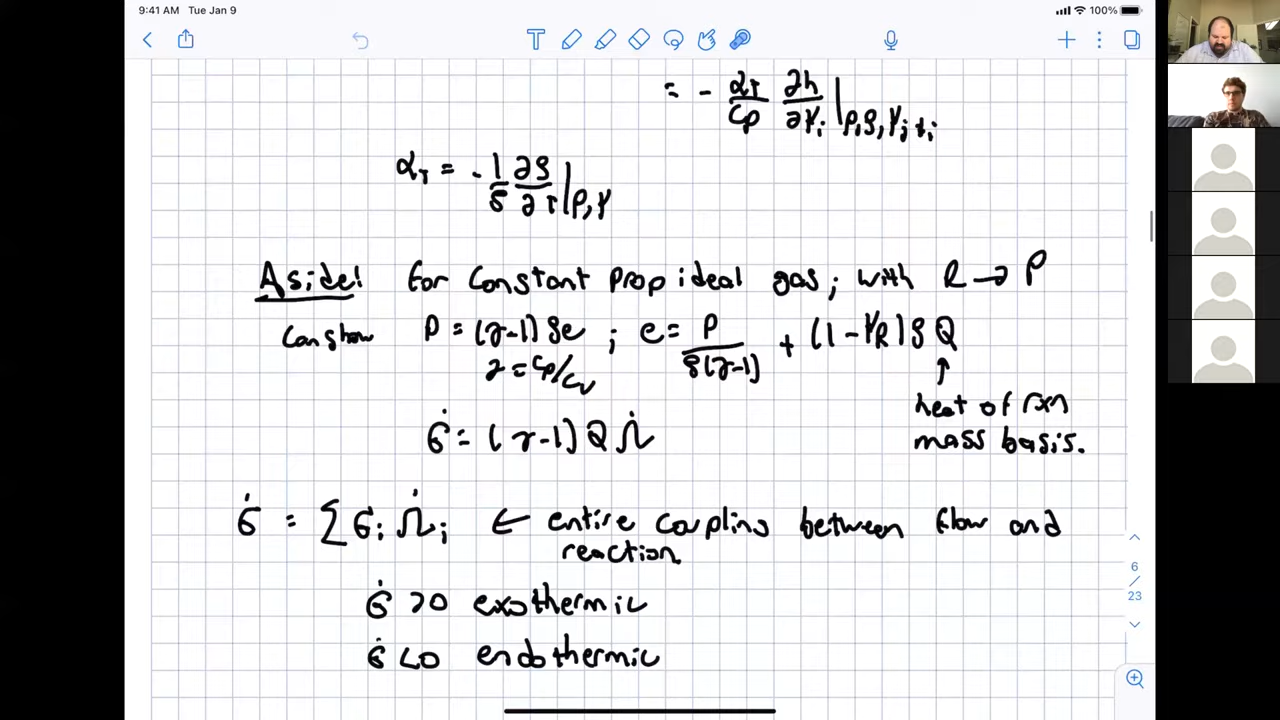 9:41 AM Tue Jan 9
100%
= - αT/Cp ∂h/∂Yi |P,ρ,Yj≠i
αT = - 1/ρ ∂ρ/∂T |P,Y
Aside! For constant prop ideal gas; with R → P
Can show P = (γ-1) ρe ; e = P/ρ(γ-1) + (1-YR)ρQ
γ = Cp/Cv
↑
heat of rxn
mass basis.
σ̇ = (γ-1) Q Ω̇
σ̇ = Σ σi Ω̇i ← entire coupling between flow and
reaction.
σ̇ >0 exothermic
σ̇ <0 endothermic
6
/
23